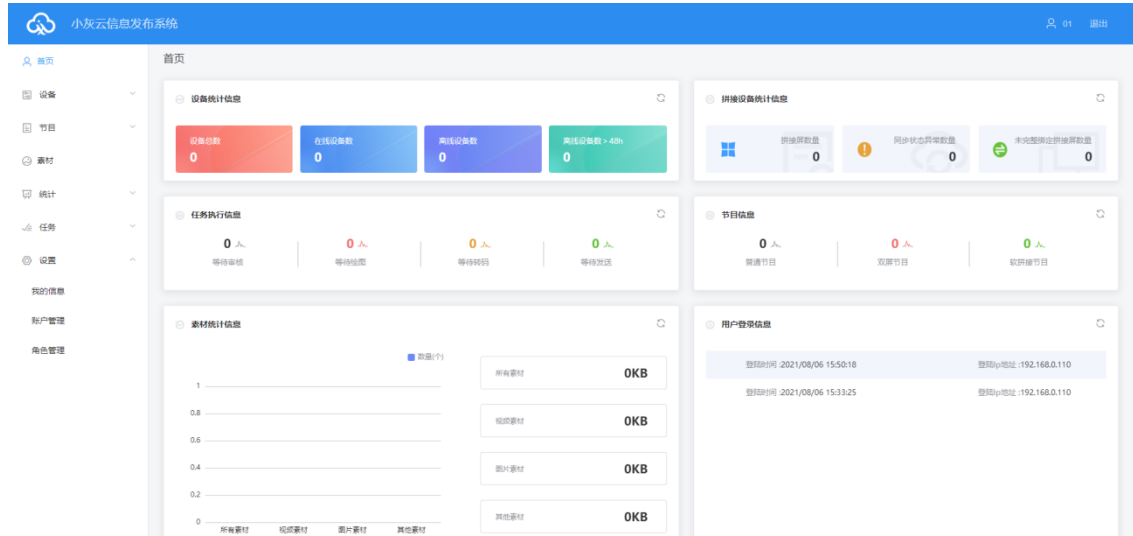 小灰云信息发布系统
01 退出
首页
设备
节目
素材
统计
任务
设置
我的信息
账户管理
角色管理
首页
设备统计信息
设备总数
0
在线设备数
0
离线设备数
0
离线设备数 > 48h
0
拼接设备统计信息
拼接屏数量
0
同步状态异常数量
0
未完整绑定拼接屏数量
0
任务执行信息
0
等待审核
0
等待绘图
0
等待转码
0
等待发送
节目信息
0
普通节目
0
双屏节目
0
软拼接节目
素材统计信息
数量(个)
1
0.8
0.6
0.4
0.2
0
所有素材 视频素材 图片素材 其他素材
所有素材 0KB
视频素材 0KB
图片素材 0KB
其他素材 0KB
用户登录信息
登陆时间 :2021/08/06 15:50:18 登陆ip地址 :192.168.0.110
登陆时间 :2021/08/06 15:33:25 登陆ip地址 :192.168.0.110